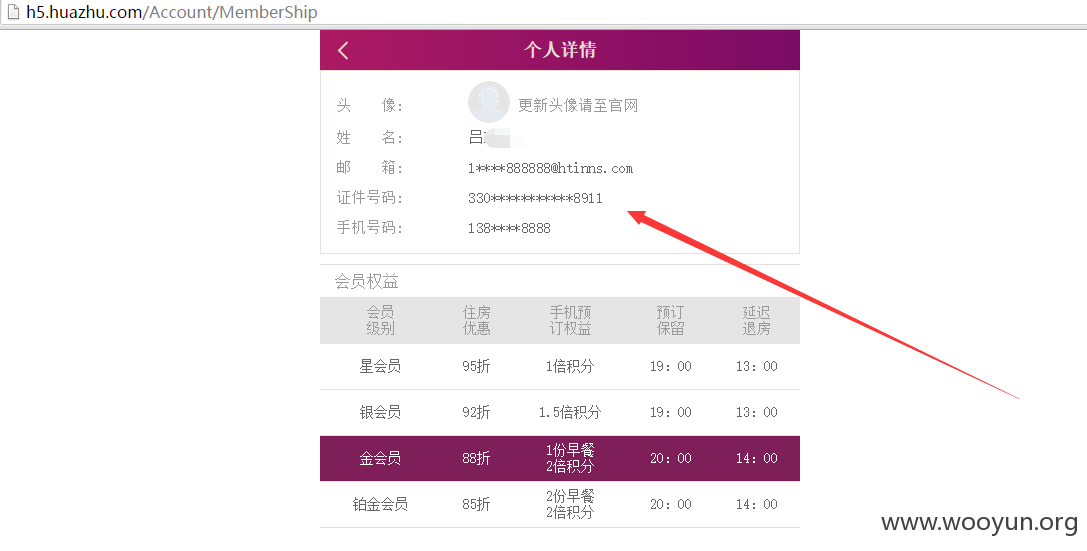 h5.huazhu.com/Account/MemberShip
个人详情
头 像: 更新头像请至官网
姓 名: 吕
邮 箱: 1****888888@htinns.com
证件号码: 330***********8911
手机号码: 138****8888
会员权益
会员级别 住房优惠 手机预订权益 预订保留 延迟退房
星会员 95折 1倍积分 19：00 13：00
银会员 92折 1.5倍积分 19：00 13：00
金会员 88折 1份早餐 2倍积分 20：00 14：00
铂金会员 85折 2份早餐 2倍积分 20：00 14：00
www.wooyun.org